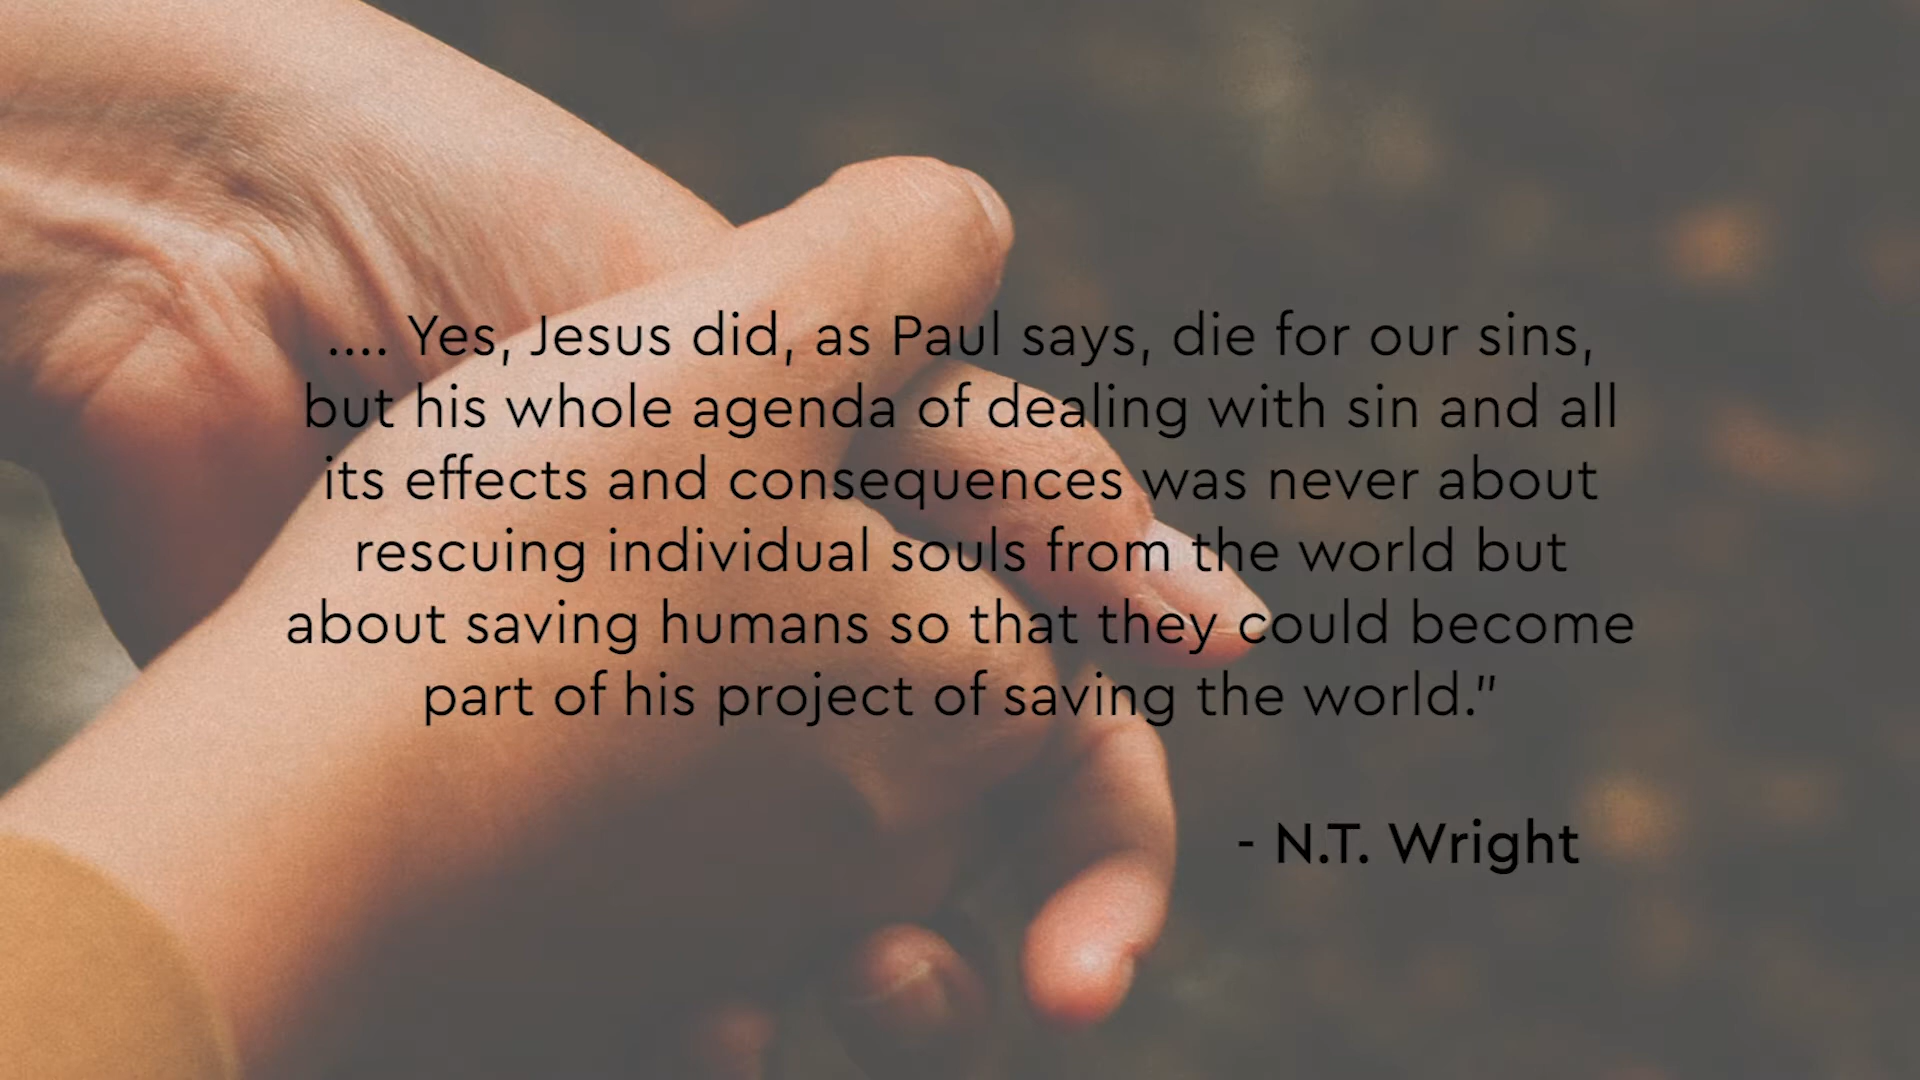 .... Yes, Jesus did, as Paul says, die for our sins,
but his whole agenda of dealing with sin and all
its effects and consequences was never about
rescuing individual souls from the world but
about saving humans so that they could become
part of his project of saving the world.”
- N.T. Wright